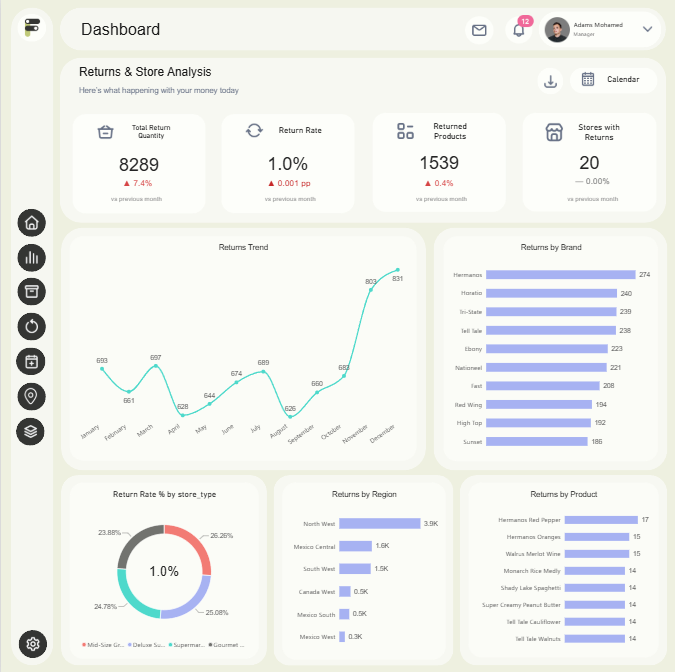 Dashboard
12
Adams Mohamed
Manager
Returns & Store Analysis
Here's what happening with your money today
Calendar
Total Return
Quantity
8289
▲ 7.4%
vs previous month
Return Rate
1.0%
▲ 0.001 pp
vs previous month
Returned
Products
1539
▲ 0.4%
vs previous month
Stores with
Returns
20
— 0.00%
vs previous month
Returns Trend
693
661
697
628
644
674
689
626
660
683
803
831
January
February
March
April
May
June
July
August
September
October
November
December
Returns by Brand
Hermanos 274
Horatio 240
Tri-State 239
Tell Tale 238
Ebony 223
Nationeel 221
Fast 208
Red Wing 194
High Top 192
Sunset 186
Return Rate % by store_type
23.88%
26.26%
1.0%
24.78%
25.08%
Mid-Size Gr... Deluxe Su... Supermar... Gourmet ...
Returns by Region
North West 3.9K
Mexico Central 1.6K
South West 1.5K
Canada West 0.5K
Mexico South 0.5K
Mexico West 0.3K
Returns by Product
Hermanos Red Pepper 17
Hermanos Oranges 15
Walrus Merlot Wine 15
Monarch Rice Medly 14
Shady Lake Spaghetti 14
Super Creamy Peanut Butter 14
Tell Tale Cauliflower 14
Tell Tale Walnuts 14